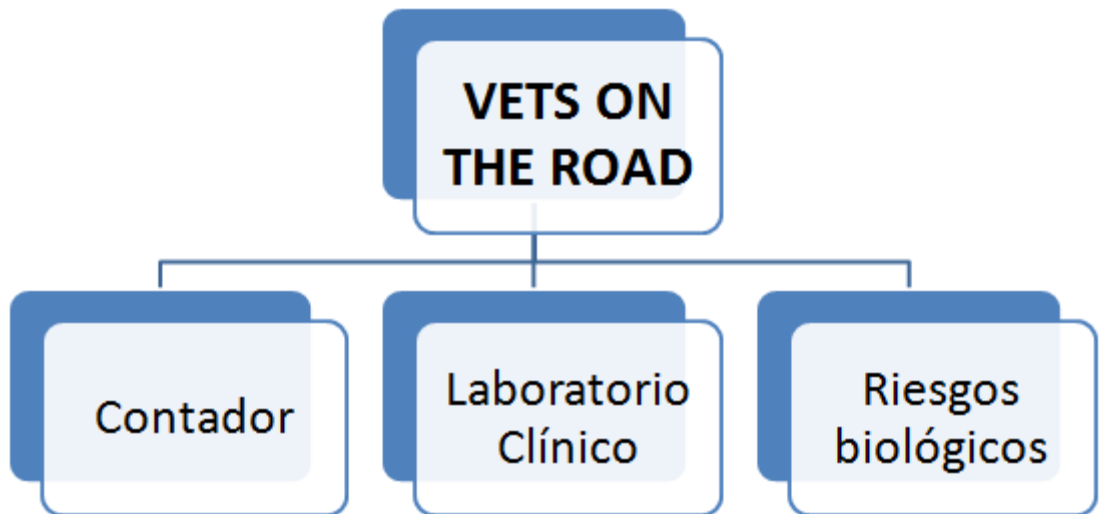 VETS ON
THE ROAD
Contador
Laboratorio
Clínico
Riesgos
biológicos